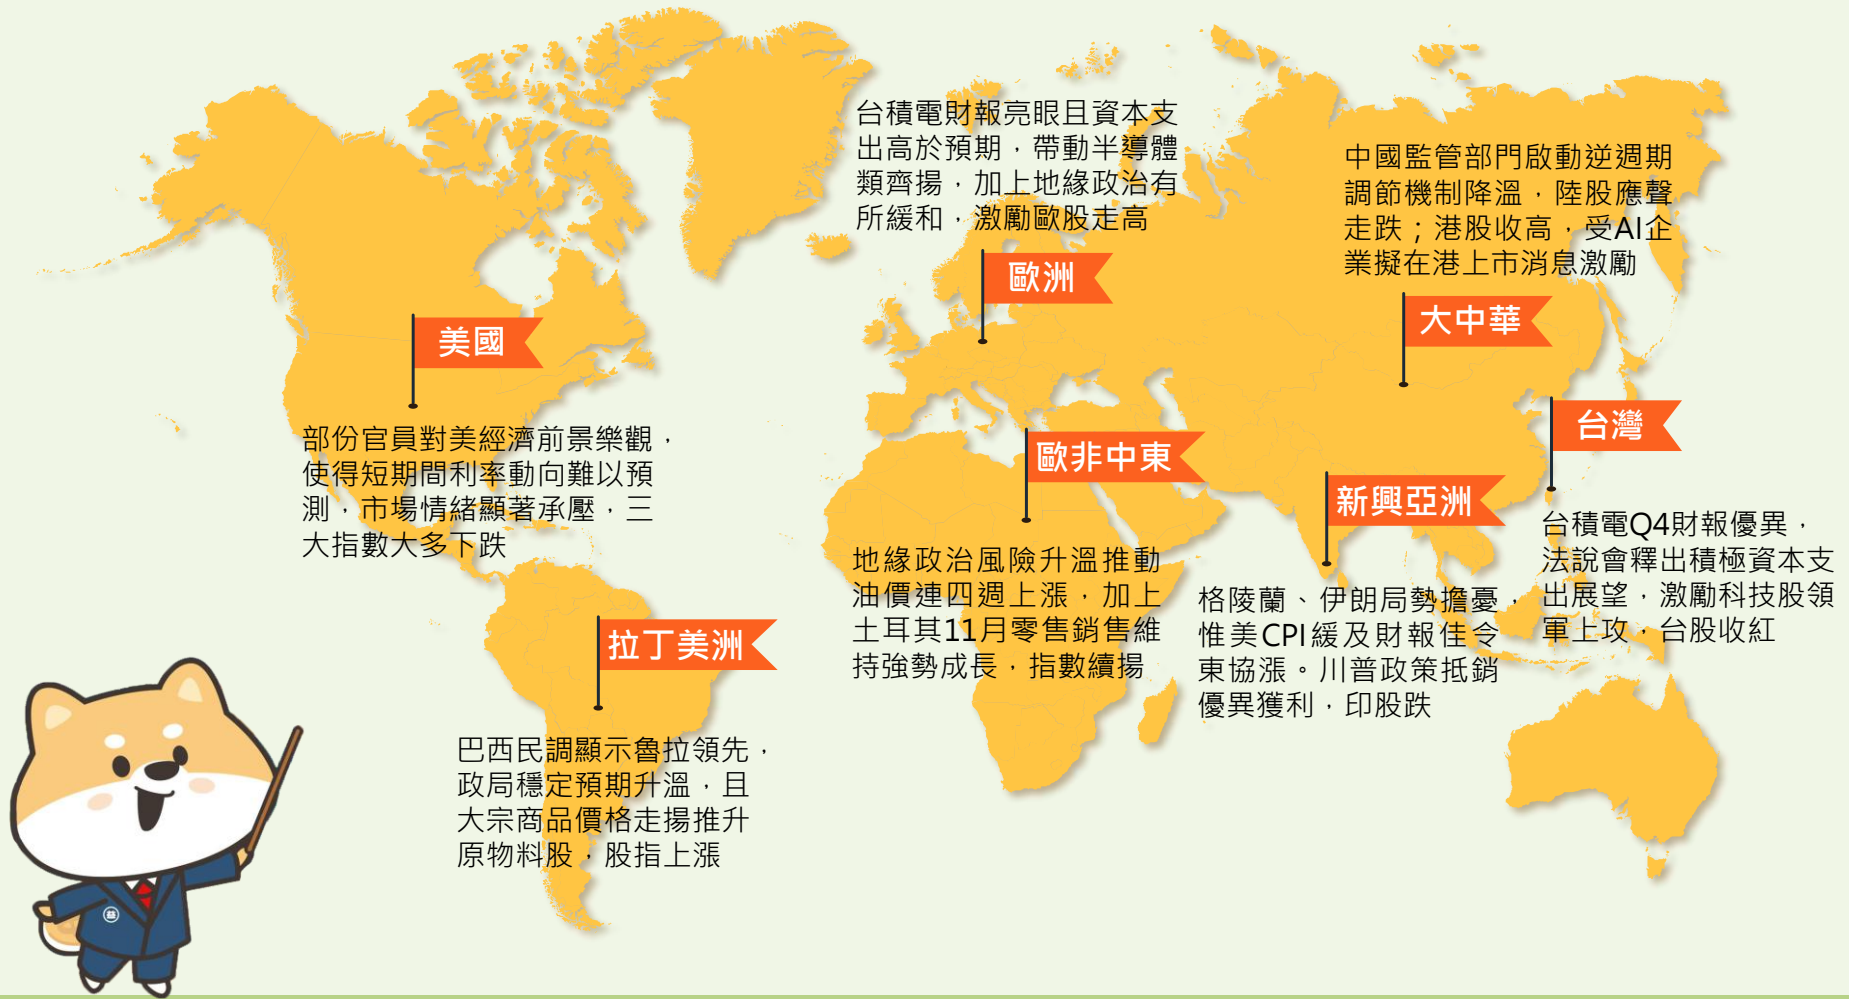 台積電財報亮眼且資本支
出高於預期，帶動半導體
類齊揚，加上地緣政治有
所緩和，激勵歐股走高
歐洲
中國監管部門啟動逆週期
調節機制降溫，陸股應聲
走跌；港股收高，受AI企
業擬在港上市消息激勵
大中華
美國
部份官員對美經濟前景樂觀，
使得短期間利率動向難以預
測，市場情緒顯著承壓，三
大指數大多下跌
台灣
台積電Q4財報優異，
法說會釋出積極資本支
出展望，激勵科技股領
軍上攻，台股收紅
歐非中東
地緣政治風險升溫推動
油價連四週上漲，加上
土耳其11月零售銷售維
持強勢成長，指數續揚
新興亞洲
格陵蘭、伊朗局勢擔憂，
惟美CPI緩及財報佳令
東協漲。川普政策抵銷
優異獲利，印股跌
拉丁美洲
巴西民調顯示魯拉領先，
政局穩定預期升溫，且
大宗商品價格走揚推升
原物料股，股指上漲